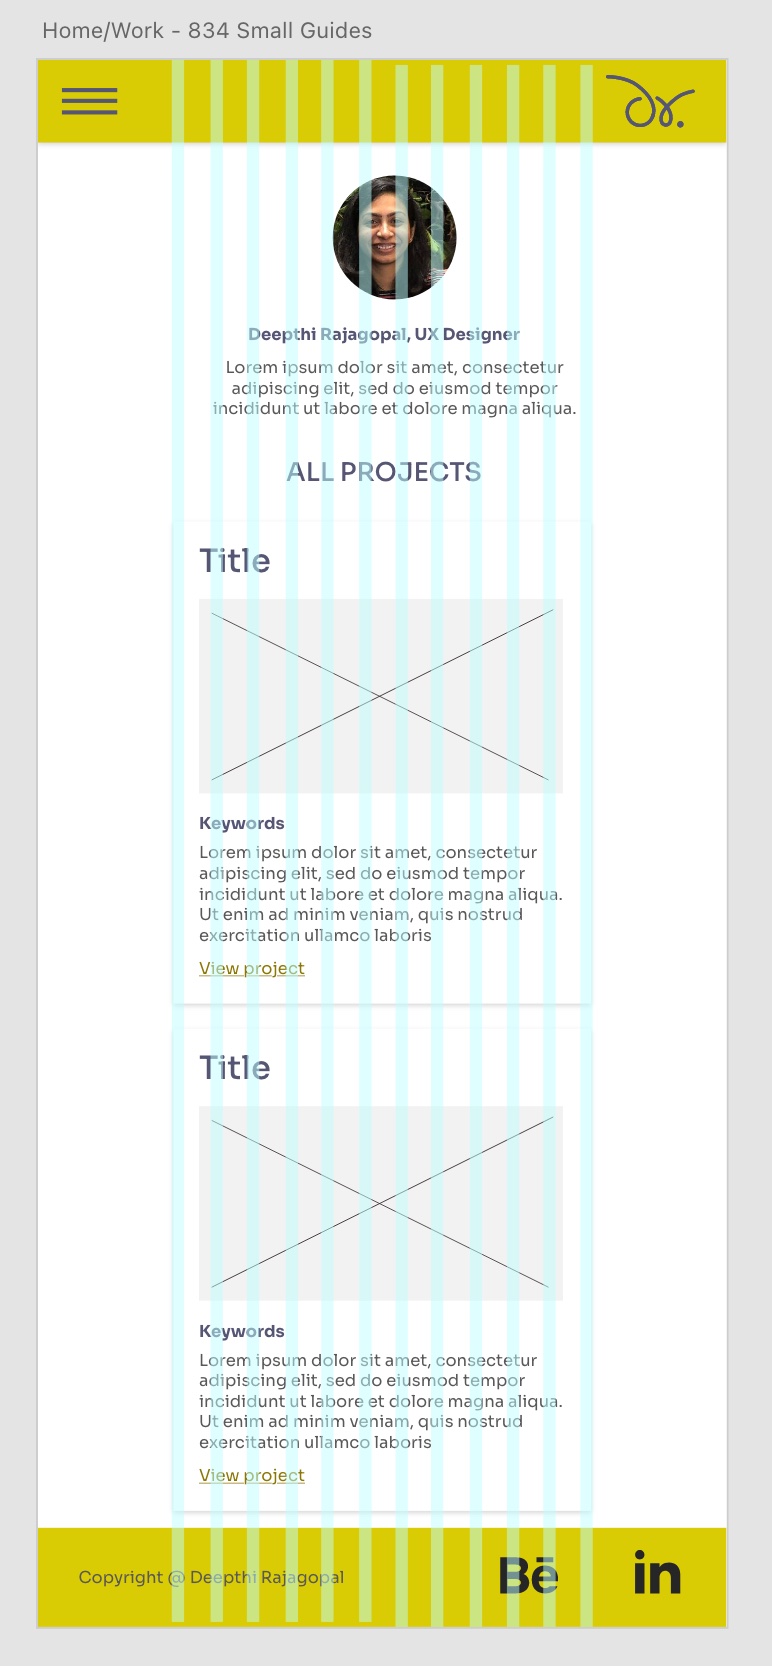 Home/Work - 834 Small Guides
Deepthi Rajagopal, UX Designer
Lorem ipsum dolor sit amet, consectetur
adipiscing elit, sed do eiusmod tempor
incididunt ut labore et dolore magna aliqua.
ALL PROJECTS
Title
Keywords
Lorem ipsum dolor sit amet, consectetur
adipiscing elit, sed do eiusmod tempor
incididunt ut labore et dolore magna aliqua.
Ut enim ad minim veniam, quis nostrud
exercitation ullamco laboris
View project
Title
Keywords
Lorem ipsum dolor sit amet, consectetur
adipiscing elit, sed do eiusmod tempor
incididunt ut labore et dolore magna aliqua.
Ut enim ad minim veniam, quis nostrud
exercitation ullamco laboris
View project
Copyright @ Deepthi Rajagopal
Bē
in